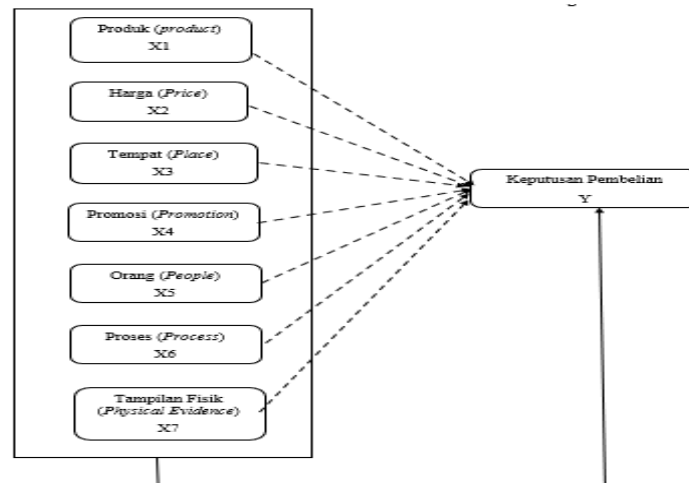 Produk (product)
X1
Harga (Price)
X2
Tempat (Place)
X3
Promosi (Promotion)
X4
Orang (People)
X5
Proses (Process)
X6
Tampilan Fisik
(Physical Evidence)
X7
Keputusan Pembelian
Y